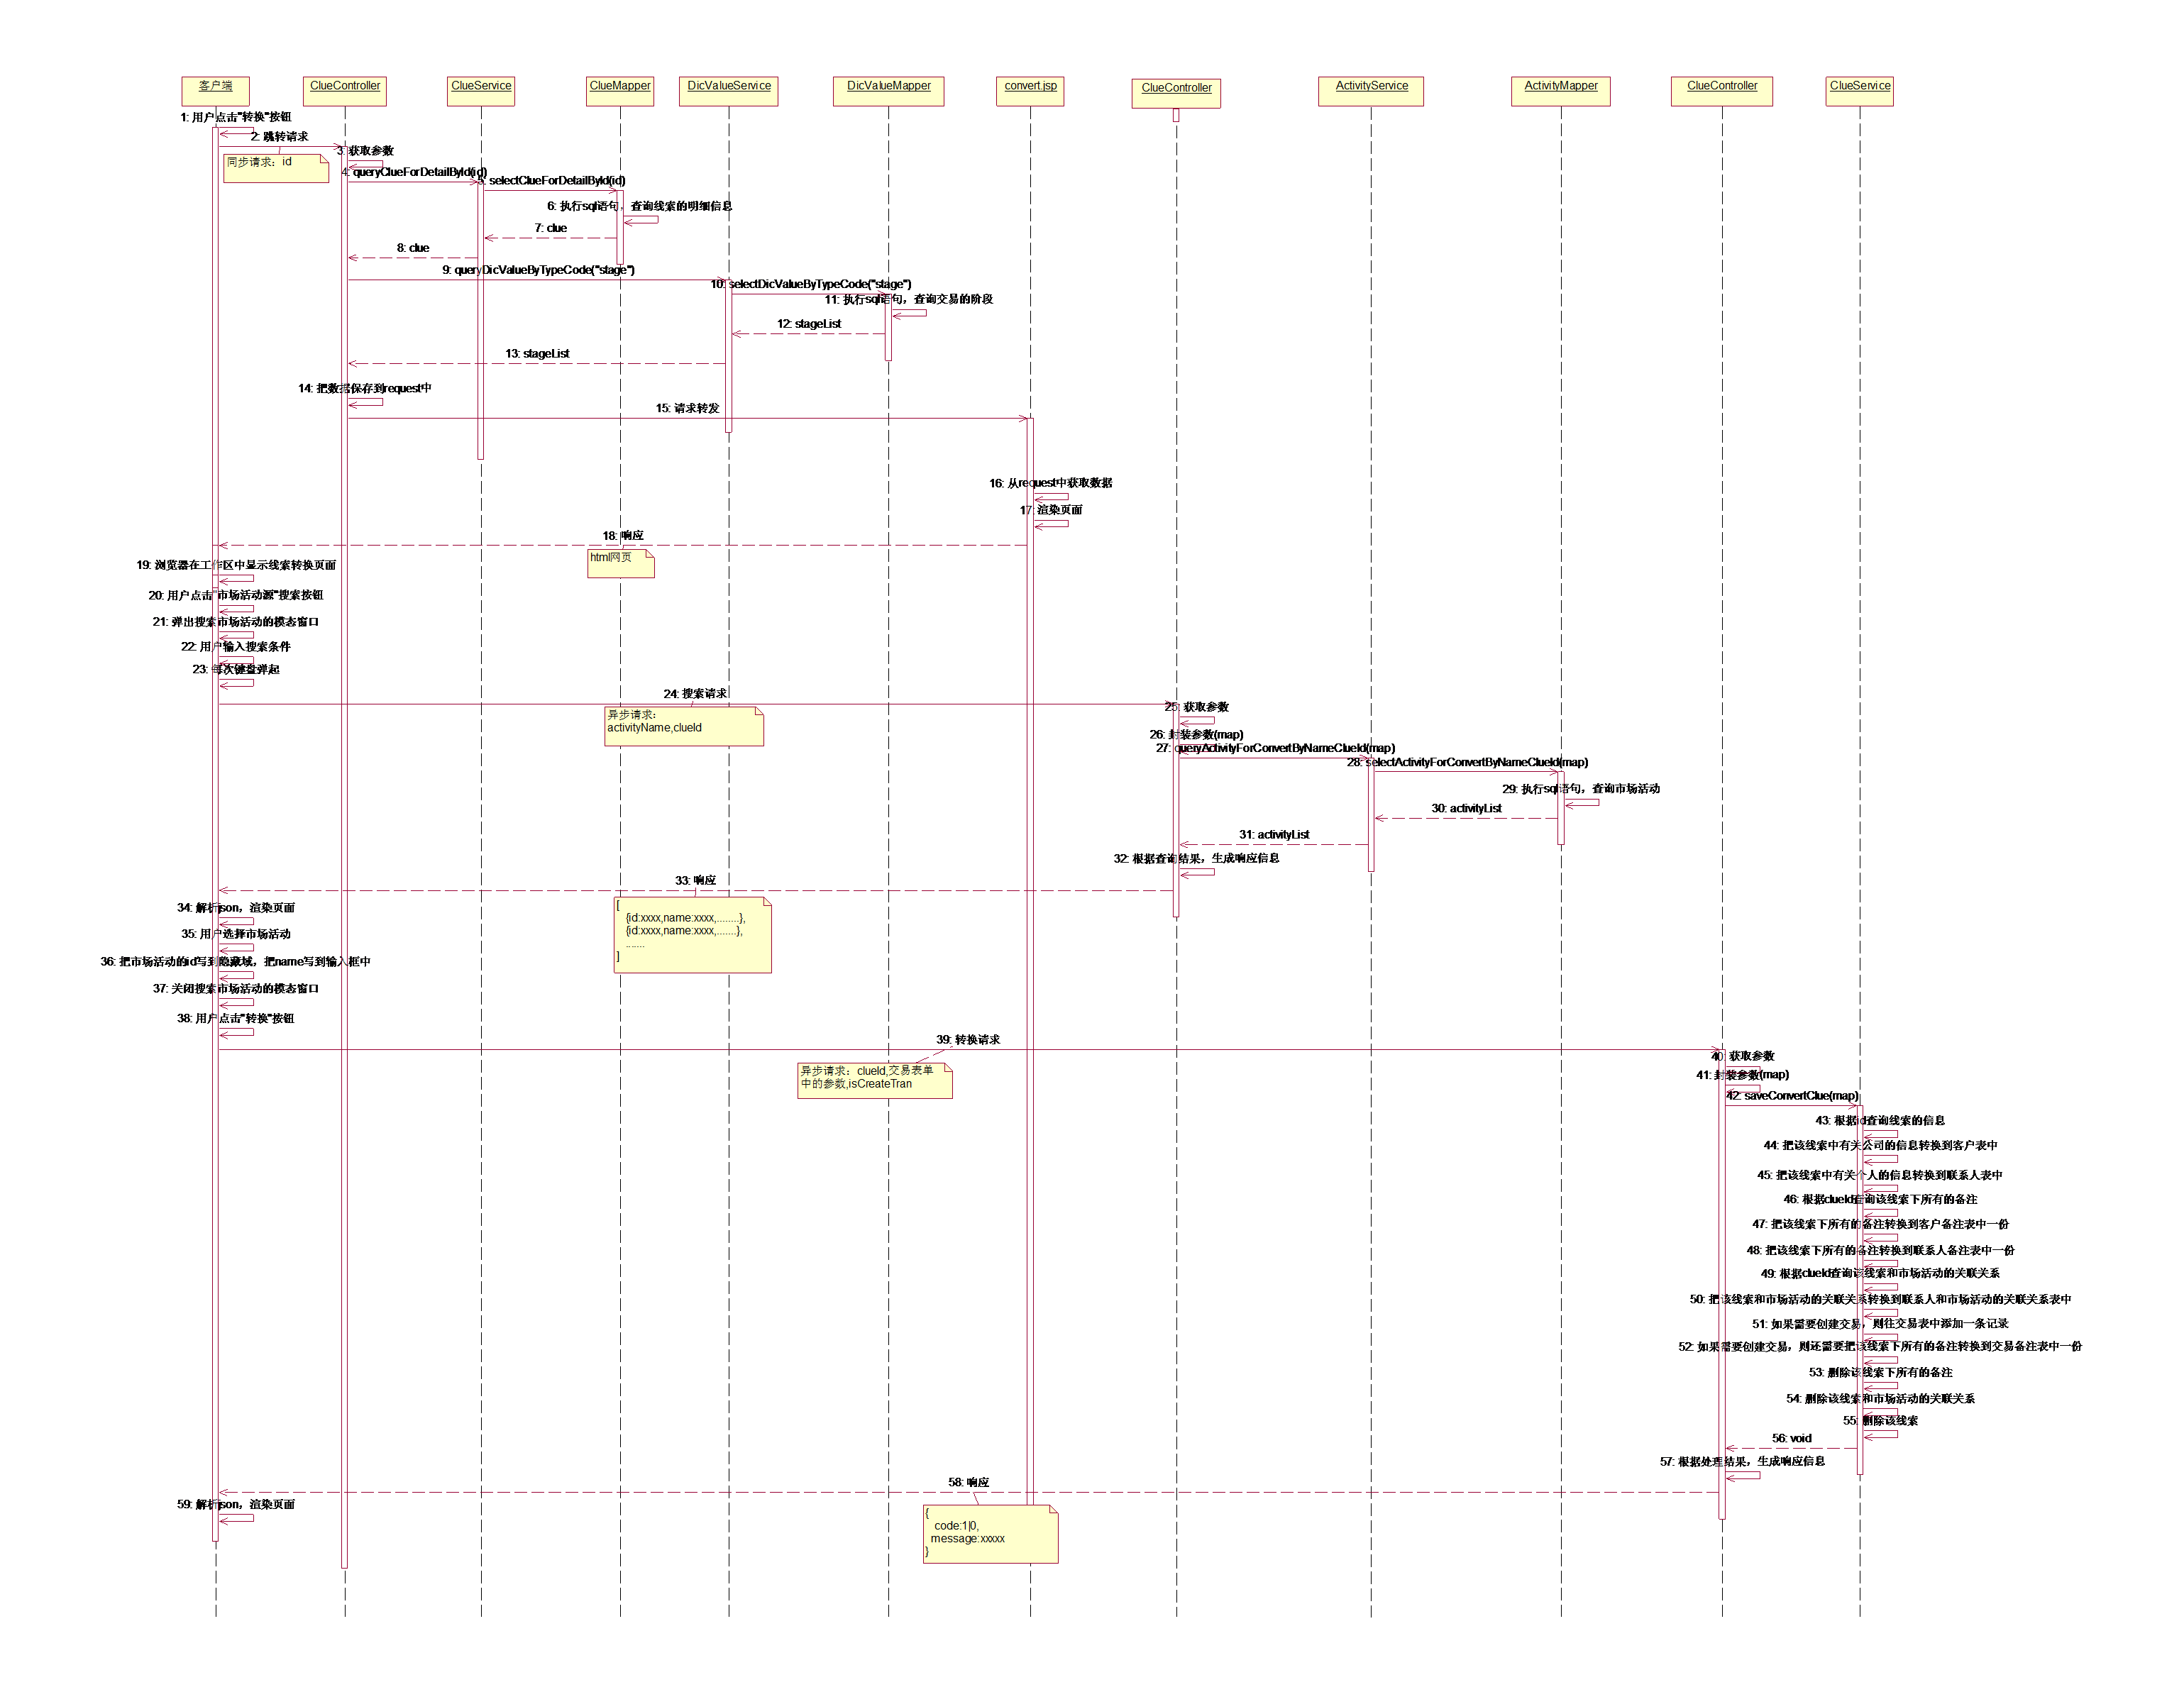 客户端
ClueController
ClueService
ClueMapper
DicValueService
DicValueMapper
convert.jsp
ClueController
ActivityService
ActivityMapper
ClueController
ClueService
1: 用户点击"转换"按钮
2: 跳转请求
同步请求：id
3: 获取参数
4: queryClueForDetailById(id)
5: selectClueForDetailById(id)
6: 执行sql语句，查询线索的明细信息
7: clue
8: clue
9: queryDicValueByTypeCode("stage")
10: selectDicValueByTypeCode("stage")
11: 执行sql语句，查询交易的阶段
12: stageList
13: stageList
14: 把数据保存到request中
15: 请求转发
16: 从request中获取数据
17: 渲染页面
18: 响应
html网页
19: 浏览器在工作区中显示线索转换页面
20: 用户点击"市场活动源"搜索按钮
21: 弹出搜索市场活动的模态窗口
22: 用户输入搜索条件
23: 每次键盘弹起
24: 搜索请求
异步请求：
activityName,clueId
25: 获取参数
26: 封装参数(map)
27: queryActivityForConvertByNameClueId(map)
28: selectActivityForConvertByNameClueId(map)
29: 执行sql语句，查询市场活动
30: activityList
31: activityList
32: 根据查询结果，生成响应信息
33: 响应
[
{id:xxxx,name:xxxx,........},
{id:xxxx,name:xxxx,.......},
.......
]
34: 解析json，渲染页面
35: 用户选择市场活动
36: 把市场活动的id写到隐藏域，把name写到输入框中
37: 关闭搜索市场活动的模态窗口
38: 用户点击"转换"按钮
39: 转换请求
异步请求：clueId,交易表单
中的参数,isCreateTran
40: 获取参数
41: 封装参数(map)
42: saveConvertClue(map)
43: 根据id查询线索的信息
44: 把该线索中有关公司的信息转换到客户表中
45: 把该线索中有关个人的信息转换到联系人表中
46: 根据clueId查询该线索下所有的备注
47: 把该线索下所有的备注转换到客户备注表中一份
48: 把该线索下所有的备注转换到联系人备注表中一份
49: 根据clueId查询该线索和市场活动的关联关系
50: 把该线索和市场活动的关联关系转换到联系人和市场活动的关联关系表中
51: 如果需要创建交易，则往交易表中添加一条记录
52: 如果需要创建交易，则还需要把该线索下所有的备注转换到交易备注表中一份
53: 删除该线索下所有的备注
54: 删除该线索和市场活动的关联关系
55: 删除该线索
56: void
57: 根据处理结果，生成响应信息
58: 响应
{
code:1|0,
message:xxxxx
}
59: 解析json，渲染页面